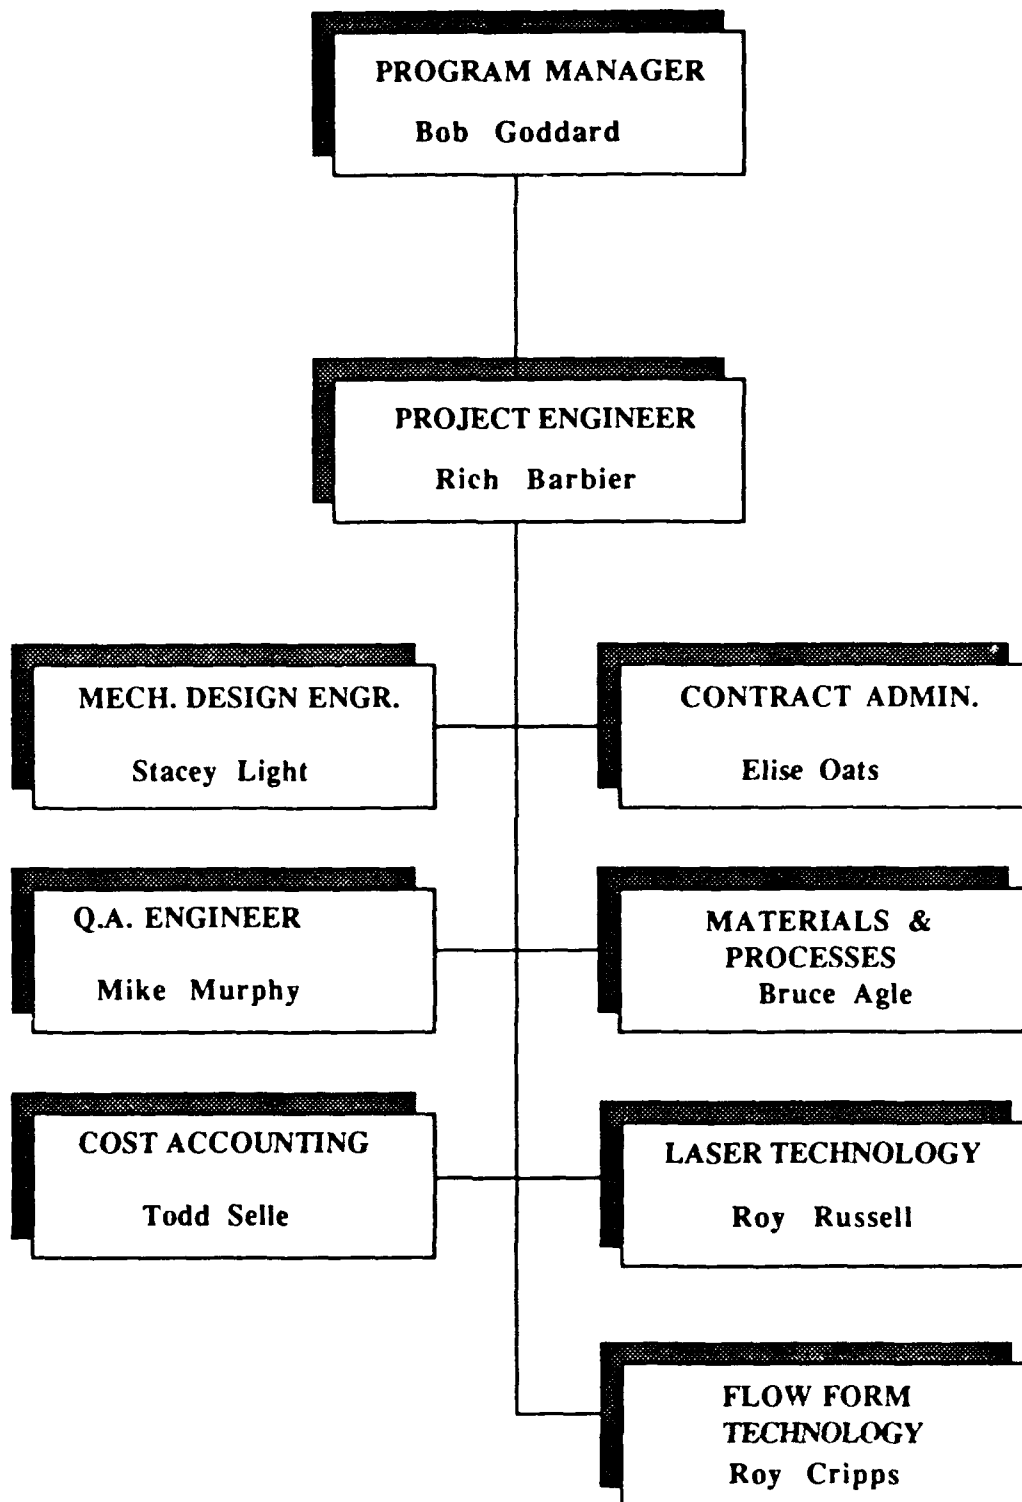 PROGRAM MANAGER
Bob Goddard
PROJECT ENGINEER
Rich Barbier
MECH. DESIGN ENGR.
Stacey Light
CONTRACT ADMIN.
Elise Oats
Q.A. ENGINEER
Mike Murphy
MATERIALS &
PROCESSES
Bruce Agle
COST ACCOUNTING
Todd Selle
LASER TECHNOLOGY
Roy Russell
FLOW FORM
TECHNOLOGY
Roy Cripps